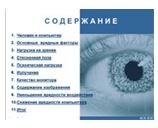 СОДЕРЖАНИЕ
1. Человек и компьютер
2. Основные вредные факторы
3. Нагрузка на зрение
4. Стесненная поза
5. Психическая нагрузка
6. Излучение
7. Качество монитора
8. Содержание изображения
9. Уменьшение вредности воздействия
10. Снижение вредности компьютера
11. Итог